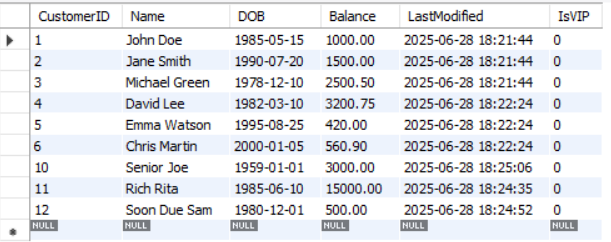 CustomerID Name DOB Balance LastModified IsVIP
1 John Doe 1985-05-15 1000.00 2025-06-28 18:21:44 0
2 Jane Smith 1990-07-20 1500.00 2025-06-28 18:21:44 0
3 Michael Green 1978-12-10 2500.50 2025-06-28 18:21:44 0
4 David Lee 1982-03-10 3200.75 2025-06-28 18:22:24 0
5 Emma Watson 1995-08-25 420.00 2025-06-28 18:22:24 0
6 Chris Martin 2000-01-05 560.90 2025-06-28 18:22:24 0
10 Senior Joe 1959-01-01 3000.00 2025-06-28 18:25:06 0
11 Rich Rita 1985-06-10 15000.00 2025-06-28 18:24:35 0
12 Soon Due Sam 1980-12-01 500.00 2025-06-28 18:24:52 0
NULL NULL NULL NULL NULL NULL